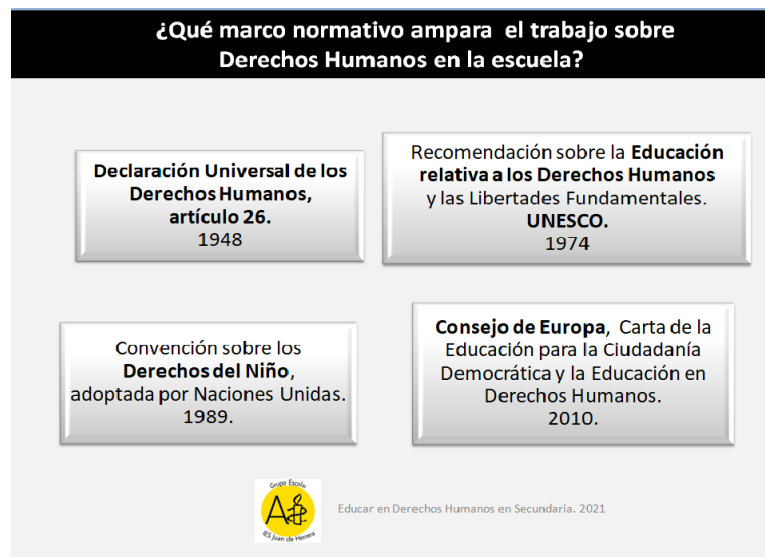 ¿Qué marco normativo ampara el trabajo sobre
Derechos Humanos en la escuela?
Declaración Universal de los
Derechos Humanos,
artículo 26.
1948
Recomendación sobre la Educación
relativa a los Derechos Humanos
y las Libertades Fundamentales.
UNESCO.
1974
Convención sobre los
Derechos del Niño,
adoptada por Naciones Unidas.
1989.
Consejo de Europa, Carta de la
Educación para la Ciudadanía
Democrática y la Educación en
Derechos Humanos.
2010.
Grupo Escolar
AI
IES Juan de Herrera
Educar en Derechos Humanos en Secundaria. 2021